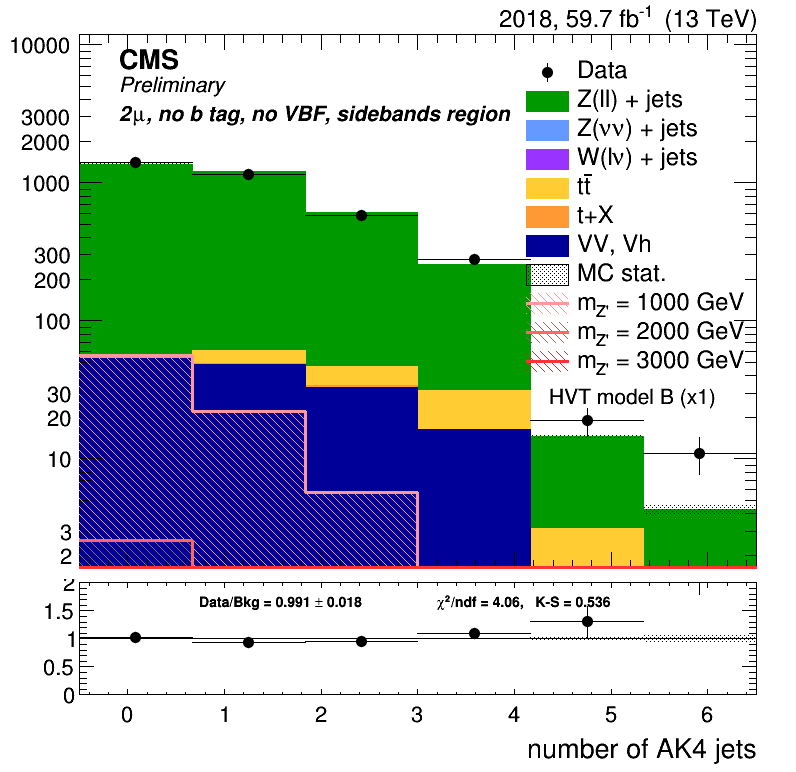 2018, 59.7 fb⁻¹ (13 TeV)
CMS
Preliminary
2μ, no b tag, no VBF, sidebands region
Data
Z(ll) + jets
Z(νν) + jets
W(lν) + jets
tt̄
t+X
VV, Vh
MC stat.
m_Z' = 1000 GeV
m_Z' = 2000 GeV
m_Z' = 3000 GeV
HVT model B (x1)
10000
3000
2000
1000
300
200
100
30
20
10
3
2
Data/Bkg = 0.991 ± 0.018
χ²/ndf = 4.06, K-S = 0.536
2
1.5
1
0.5
0
0 1 2 3 4 5 6
number of AK4 jets